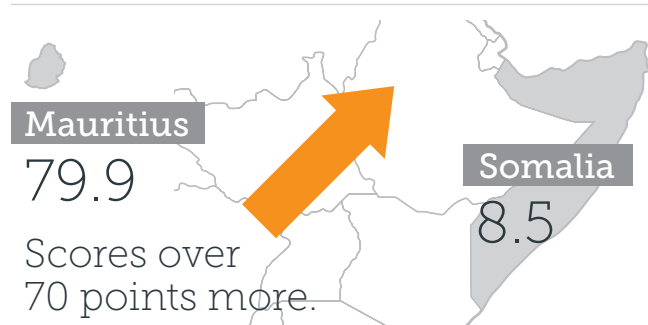 Mauritius
79.9
Scores over
70 points more.
Somalia
8.5